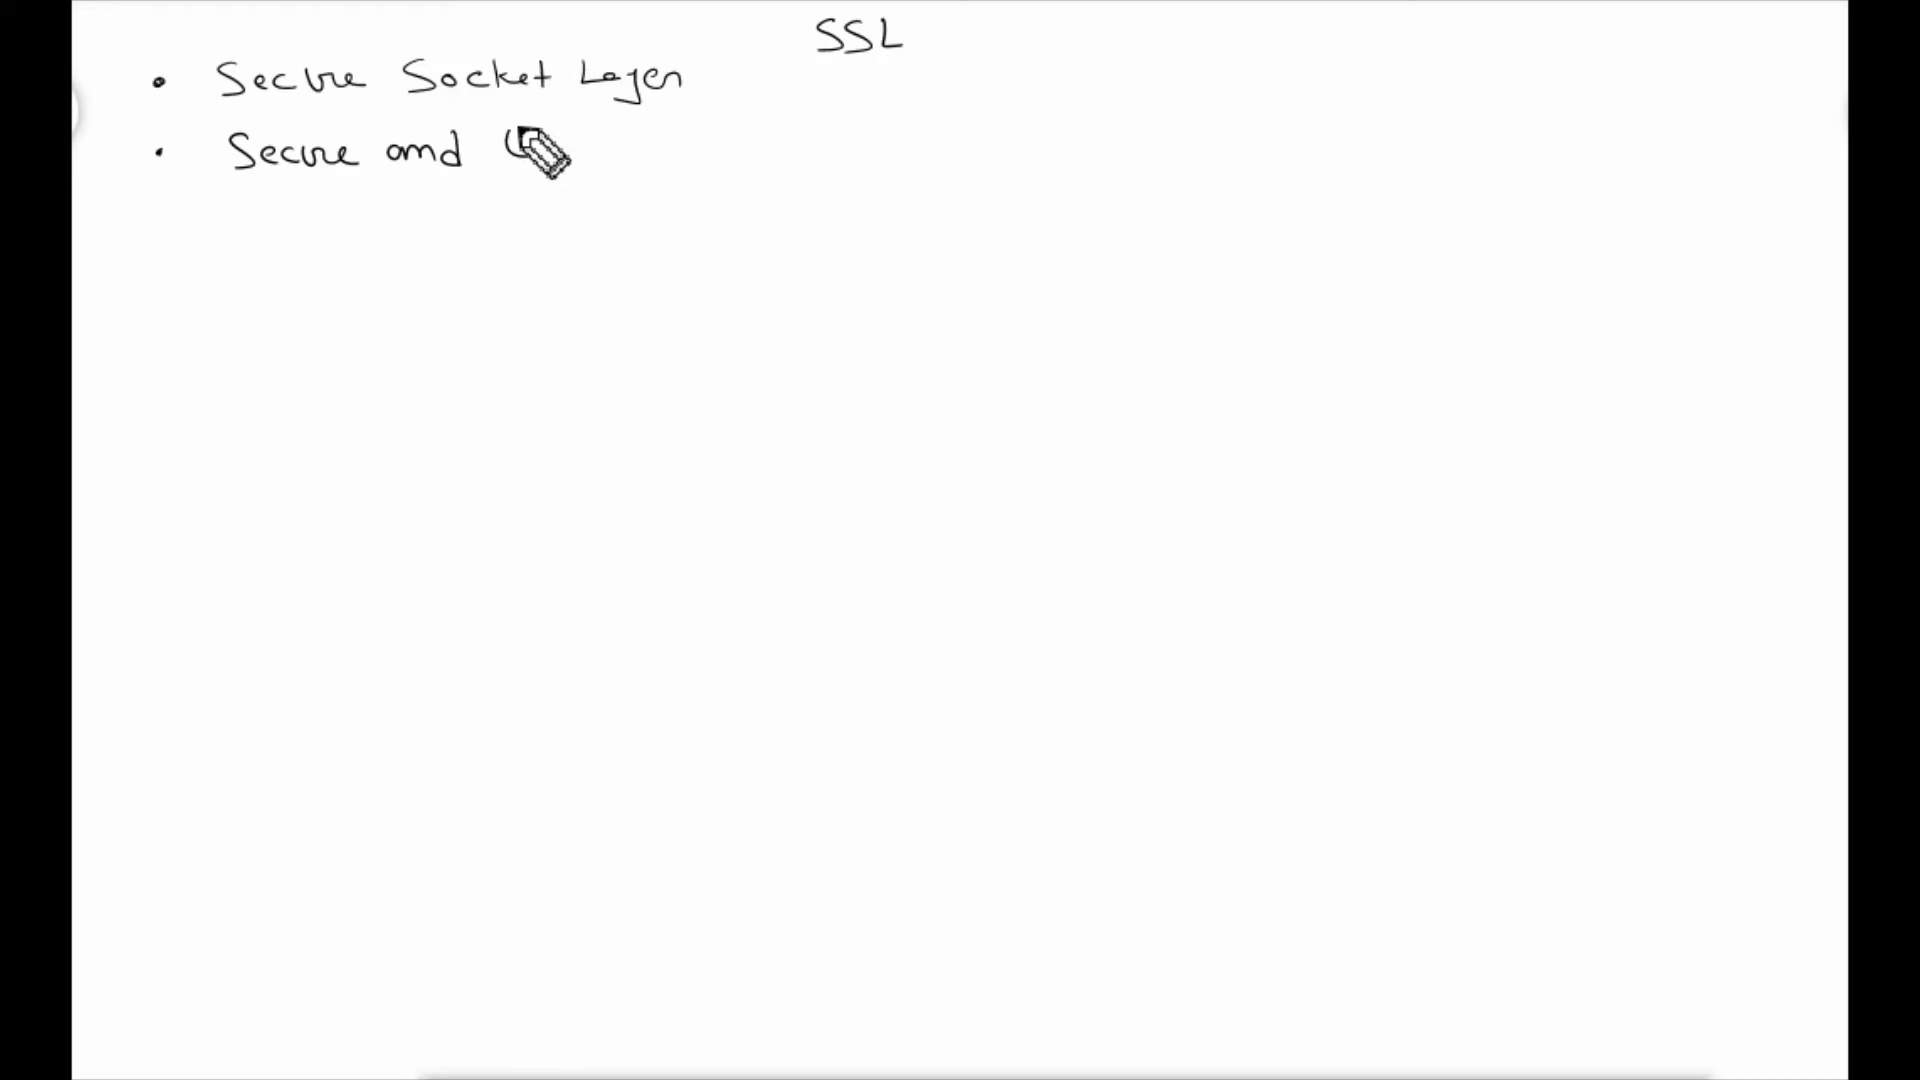 SSL
• Secure Socket Layer
• Secure and